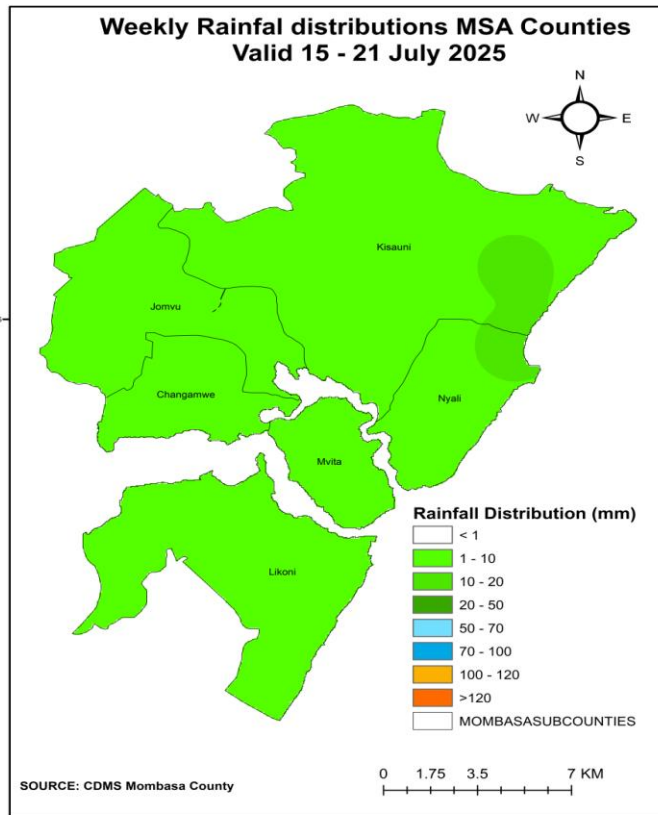 Weekly Rainfal distributions MSA Counties
Valid 15 - 21 July 2025
N
W
E
S
Kisauni
Jomvu
Changamwe
Nyali
Mvita
Likoni
Rainfall Distribution (mm)
< 1
1 - 10
10 - 20
20 - 50
50 - 70
70 - 100
100 - 120
>120
MOMBASASUBCOUNTIES
SOURCE: CDMS Mombasa County
0 1.75 3.5 7 KM